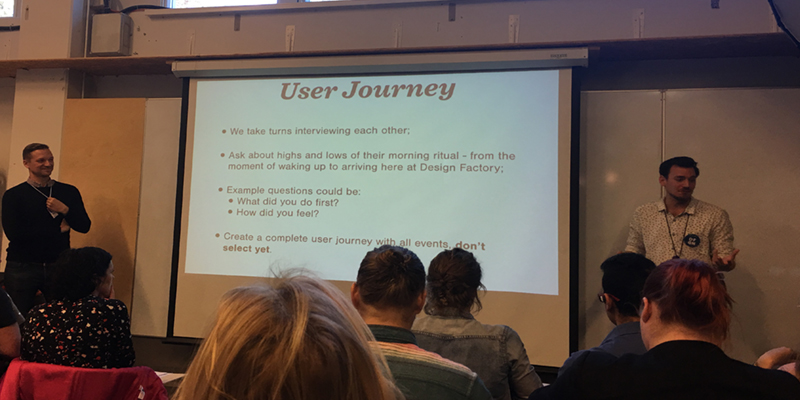 User Journey
• We take turns interviewing each other;
• Ask about highs and lows of their morning ritual - from the
moment of waking up to arriving here at Design Factory;
• Example questions could be:
• What did you do first?
• How did you feel?
• Create a complete user journey with all events, don't
select yet.